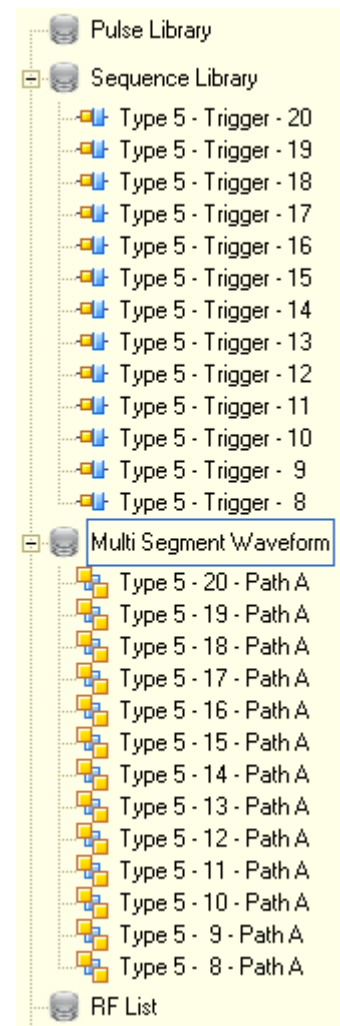 Pulse Library
Sequence Library
Type 5 - Trigger - 20
Type 5 - Trigger - 19
Type 5 - Trigger - 18
Type 5 - Trigger - 17
Type 5 - Trigger - 16
Type 5 - Trigger - 15
Type 5 - Trigger - 14
Type 5 - Trigger - 13
Type 5 - Trigger - 12
Type 5 - Trigger - 11
Type 5 - Trigger - 10
Type 5 - Trigger -  9
Type 5 - Trigger -  8
Multi Segment Waveform
Type 5 - 20 - Path A
Type 5 - 19 - Path A
Type 5 - 18 - Path A
Type 5 - 17 - Path A
Type 5 - 16 - Path A
Type 5 - 15 - Path A
Type 5 - 14 - Path A
Type 5 - 13 - Path A
Type 5 - 12 - Path A
Type 5 - 11 - Path A
Type 5 - 10 - Path A
Type 5 -  9 - Path A
Type 5 -  8 - Path A
RF List